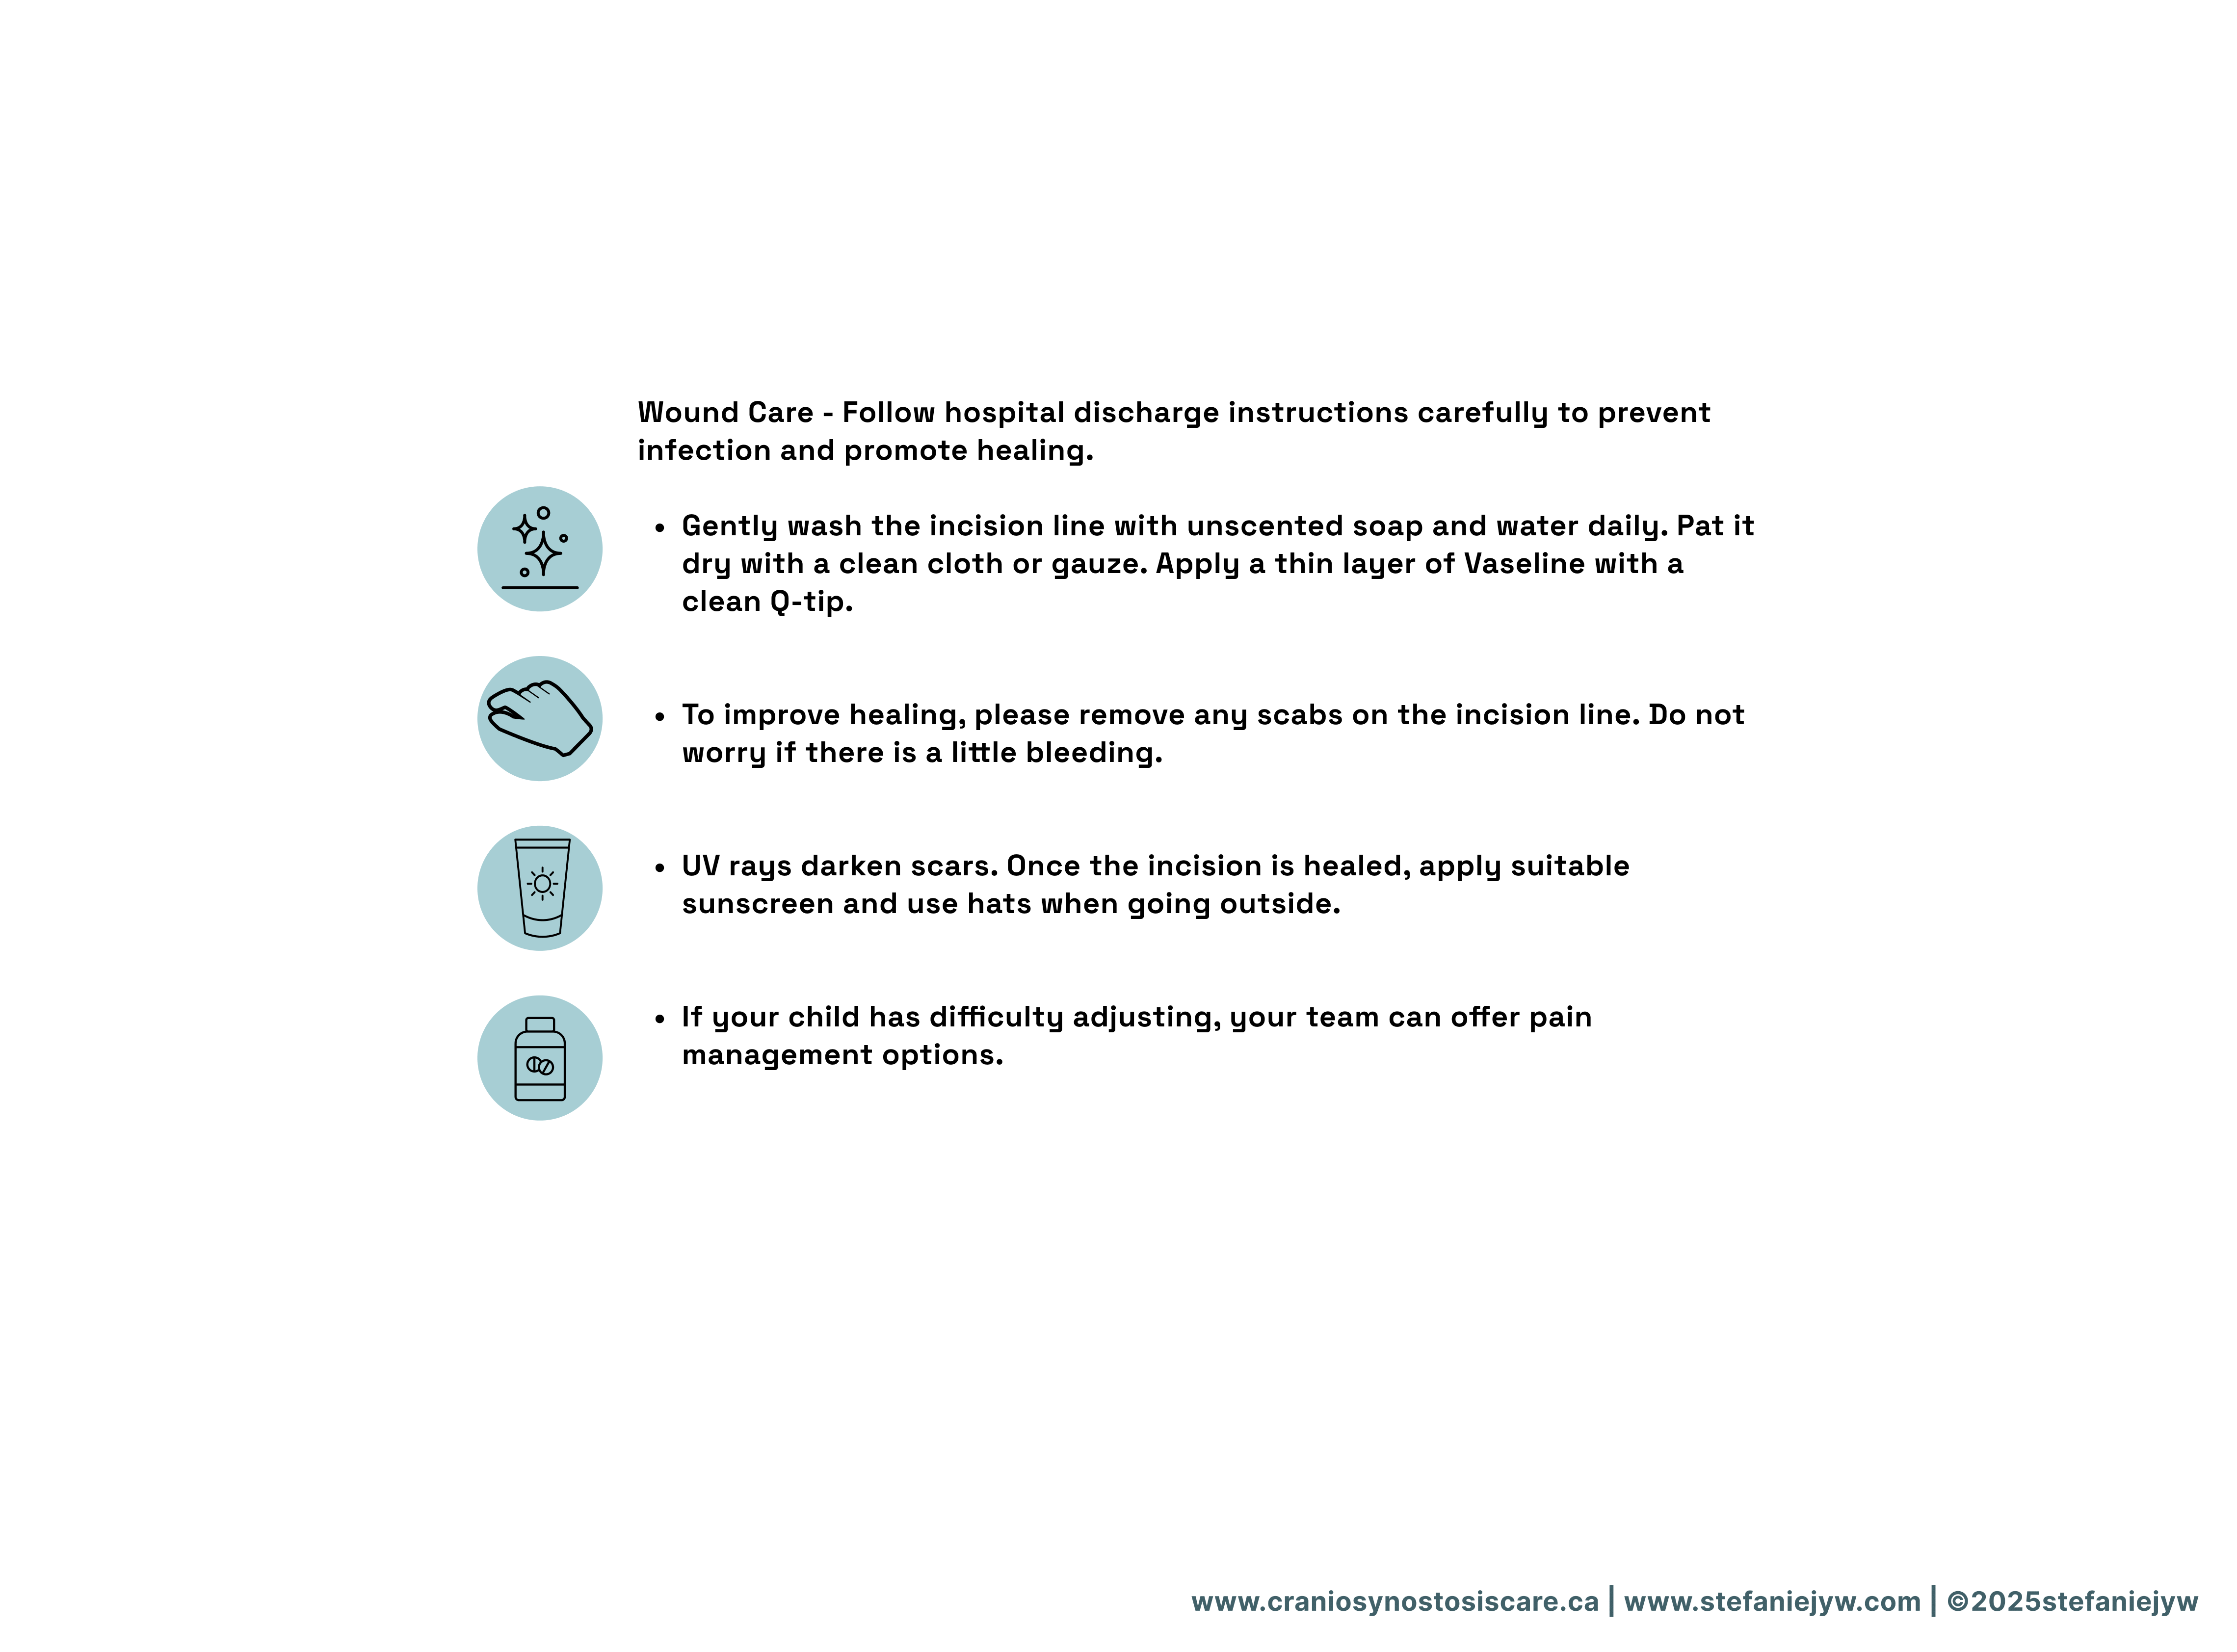 Wound Care - Follow hospital discharge instructions carefully to prevent
infection and promote healing.
• Gently wash the incision line with unscented soap and water daily. Pat it
dry with a clean cloth or gauze. Apply a thin layer of Vaseline with a
clean Q-tip.
• To improve healing, please remove any scabs on the incision line. Do not
worry if there is a little bleeding.
• UV rays darken scars. Once the incision is healed, apply suitable
sunscreen and use hats when going outside.
• If your child has difficulty adjusting, your team can offer pain
management options.
www.craniosynostosiscare.ca | www.stefaniejyw.com | ©2025stefaniejyw